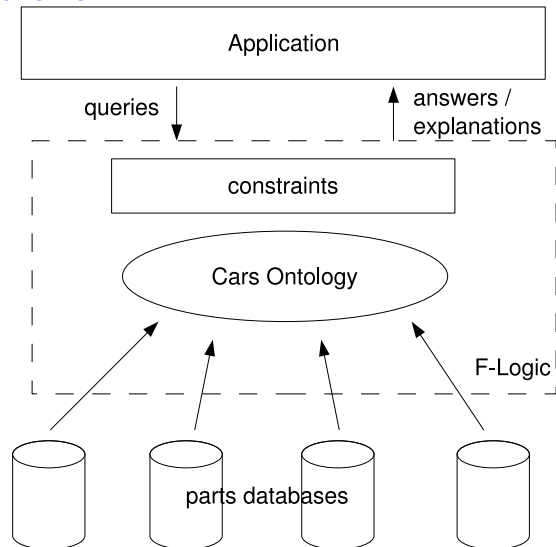 Application
queries
answers /
explanations
constraints
Cars Ontology
F-Logic
parts databases